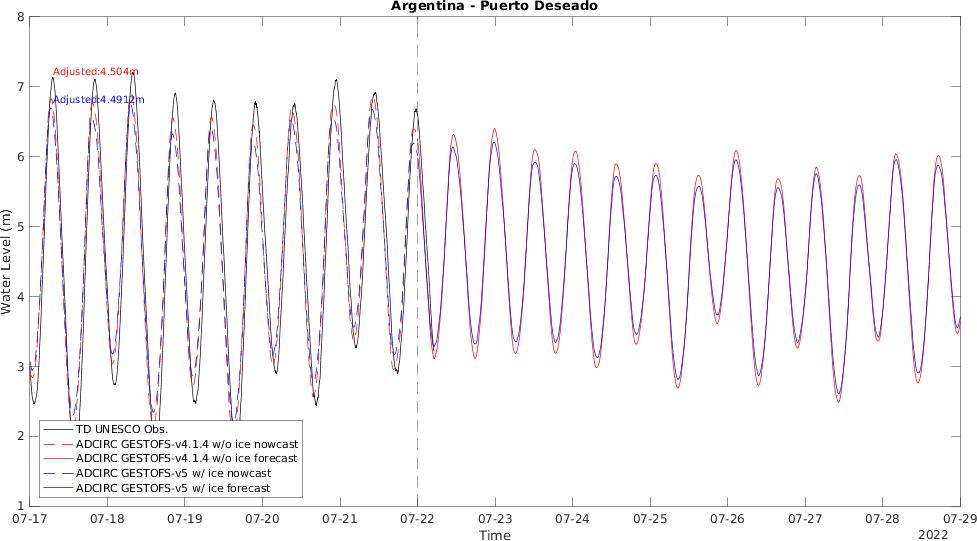 Argentina - Puerto Deseado
8
7
6
5
4
3
2
1
Water Level (m)
Adjusted:4.504m
Adjusted:4.4912m
TD UNESCO Obs.
ADCIRC GESTOFS-v4.1.4 w/o ice nowcast
ADCIRC GESTOFS-v4.1.4 w/o ice forecast
ADCIRC GESTOFS-v5 w/ ice nowcast
ADCIRC GESTOFS-v5 w/ ice forecast
07-17 07-18 07-19 07-20 07-21 07-22 07-23 07-24 07-25 07-26 07-27 07-28 07-29
Time
2022